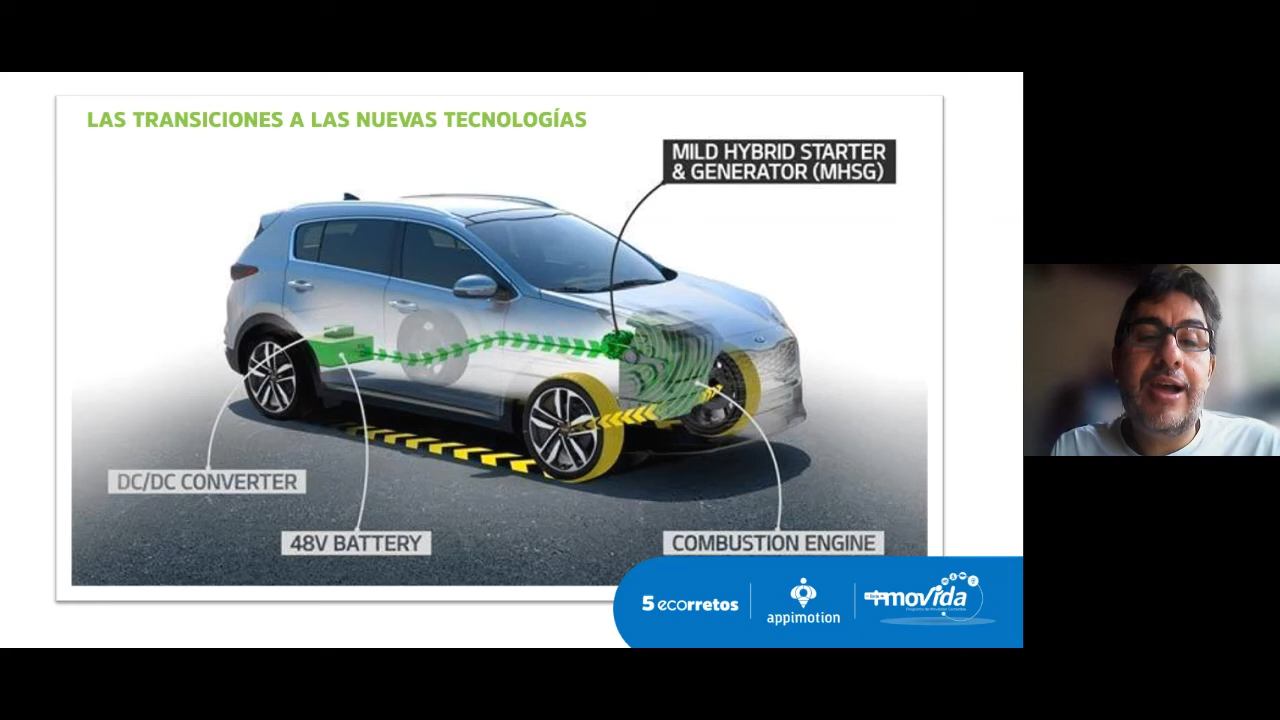 LAS TRANSICIONES A LAS NUEVAS TECNOLOGÍAS
MILD HYBRID STARTER
& GENERATOR (MHSG)
DC/DC CONVERTER
48V BATTERY
COMBUSTION ENGINE
5 ecorretos
appimotion
movida